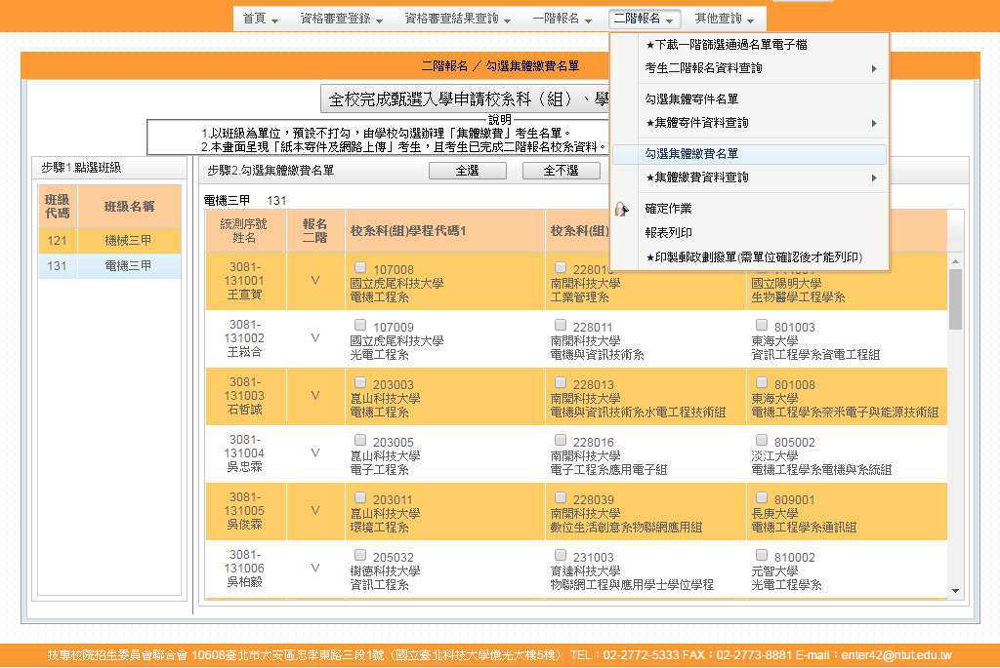 首頁 資格審查登錄 資格審查結果查詢 一階報名 二階報名 其他查詢
★下載一階篩選通過名單電子檔
考生二階報名資料查詢
勾選集體寄件名單
★集體寄件資料查詢
勾選集體繳費名單
★集體繳費資料查詢
確定作業
報表列印
★印製郵政劃撥單(需單位確認後才能列印)
二階報名 / 勾選集體繳費名單
全校完成甄選入學申請校系科（組）、學
說明
1.以班級為單位，預設不打勾，由學校勾選辦理「集體繳費」考生名單。
2.本畫面呈現「紙本寄件及網路上傳」考生，且考生已完成二階報名校系資料。
步驟1.點選班級
班級代碼 班級名稱
121 機械三甲
131 電機三甲
步驟2.勾選集體繳費名單 全選 全不選
電機三甲 131
統測序號 報名
姓名 二階 校系科(組)學程代碼1 校系科(組)
3081- 107008 22801
131001 V 國立虎尾科技大學 南開科技大學 國立陽明大學
王宣賀 電機工程系 工業管理系 生物醫學工程學系
3081- 107009 228011 801003
131002 V 國立虎尾科技大學 南開科技大學 東海大學
王崧合 光電工程系 電機與資訊技術系 資訊工程學系資電工程組
3081- 203003 228013 801008
131003 V 崑山科技大學 南開科技大學 東海大學
石哲誠 電機工程系 電機與資訊技術系水電工程技術組 電機工程學系奈米電子與能源技術組
3081- 203005 228016 805002
131004 V 崑山科技大學 南開科技大學 淡江大學
吳忠霖 電子工程系 電子工程系應用電子組 電機工程學系電機與系統組
3081- 203011 228039 809001
131005 V 崑山科技大學 南開科技大學 長庚大學
吳俊霖 環境工程系 數位生活創意系物聯網應用組 電機工程學系通訊組
3081- 205032 231003 810002
131006 V 樹德科技大學 育達科技大學 元智大學
吳柏毅 資訊工程系 物聯網工程與應用學士學位學程 光電工程學系
技專校院招生委員會聯合會 10608臺北市大安區忠孝東路三段1號（國立臺北科技大學億光大樓5樓） TEL：02-2772-5333 FAX：02-2773-8881 E-mail：enter42@ntut.edu.tw